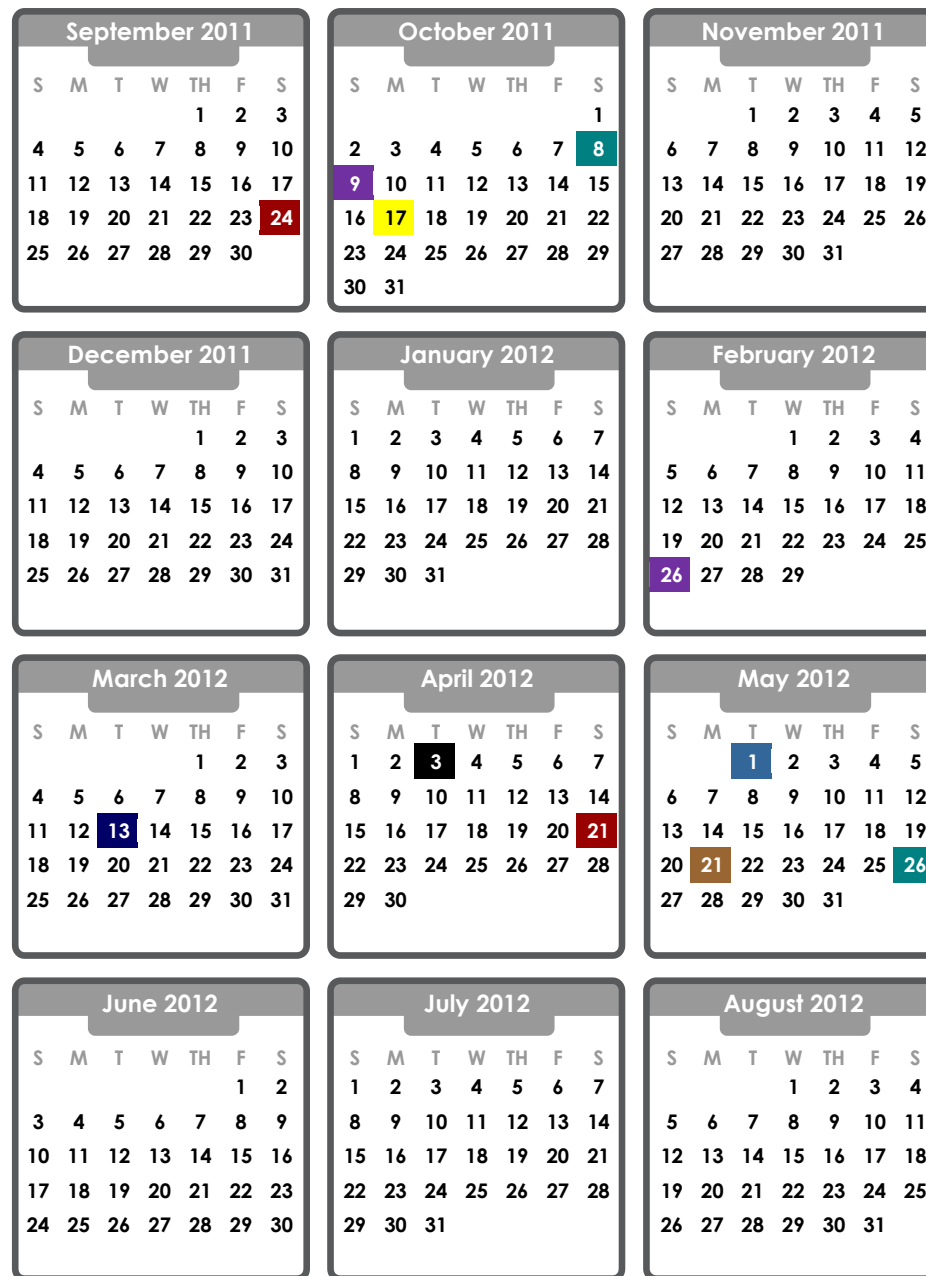 September 2011
S M T W TH F S
1 2 3
4 5 6 7 8 9 10
11 12 13 14 15 16 17
18 19 20 21 22 23 24
25 26 27 28 29 30
October 2011
S M T W TH F S
1
2 3 4 5 6 7 8
9 10 11 12 13 14 15
16 17 18 19 20 21 22
23 24 25 26 27 28 29
30 31
November 2011
S M T W TH F S
1 2 3 4 5
6 7 8 9 10 11 12
13 14 15 16 17 18 19
20 21 22 23 24 25 26
27 28 29 30 31
December 2011
S M T W TH F S
1 2 3
4 5 6 7 8 9 10
11 12 13 14 15 16 17
18 19 20 21 22 23 24
25 26 27 28 29 30 31
January 2012
S M T W TH F S
1 2 3 4 5 6 7
8 9 10 11 12 13 14
15 16 17 18 19 20 21
22 23 24 25 26 27 28
29 30 31
February 2012
S M T W TH F S
1 2 3 4
5 6 7 8 9 10 11
12 13 14 15 16 17 18
19 20 21 22 23 24 25
26 27 28 29
March 2012
S M T W TH F S
1 2 3
4 5 6 7 8 9 10
11 12 13 14 15 16 17
18 19 20 21 22 23 24
25 26 27 28 29 30 31
April 2012
S M T W TH F S
1 2 3 4 5 6 7
8 9 10 11 12 13 14
15 16 17 18 19 20 21
22 23 24 25 26 27 28
29 30
May 2012
S M T W TH F S
1 2 3 4 5
6 7 8 9 10 11 12
13 14 15 16 17 18 19
20 21 22 23 24 25 26
27 28 29 30 31
June 2012
S M T W TH F S
1 2
3 4 5 6 7 8 9
10 11 12 13 14 15 16
17 18 19 20 21 22 23
24 25 26 27 28 29 30
July 2012
S M T W TH F S
1 2 3 4 5 6 7
8 9 10 11 12 13 14
15 16 17 18 19 20 21
22 23 24 25 26 27 28
29 30 31
August 2012
S M T W TH F S
1 2 3 4
5 6 7 8 9 10 11
12 13 14 15 16 17 18
19 20 21 22 23 24 25
26 27 28 29 30 31